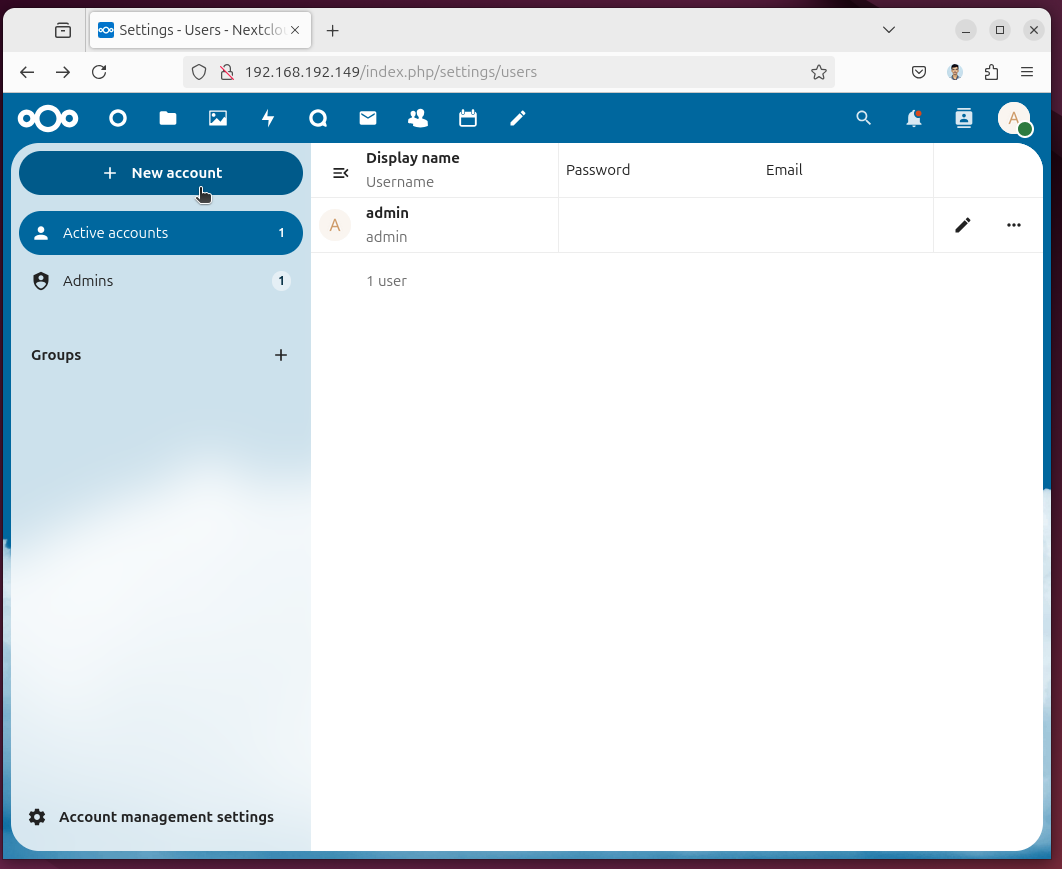 Settings - Users - Nextclou
192.168.192.149/index.php/settings/users
A
New account
Active accounts 1
Admins 1
Groups
Account management settings
Display name
Username
Password
Email
A
admin
admin
1 user